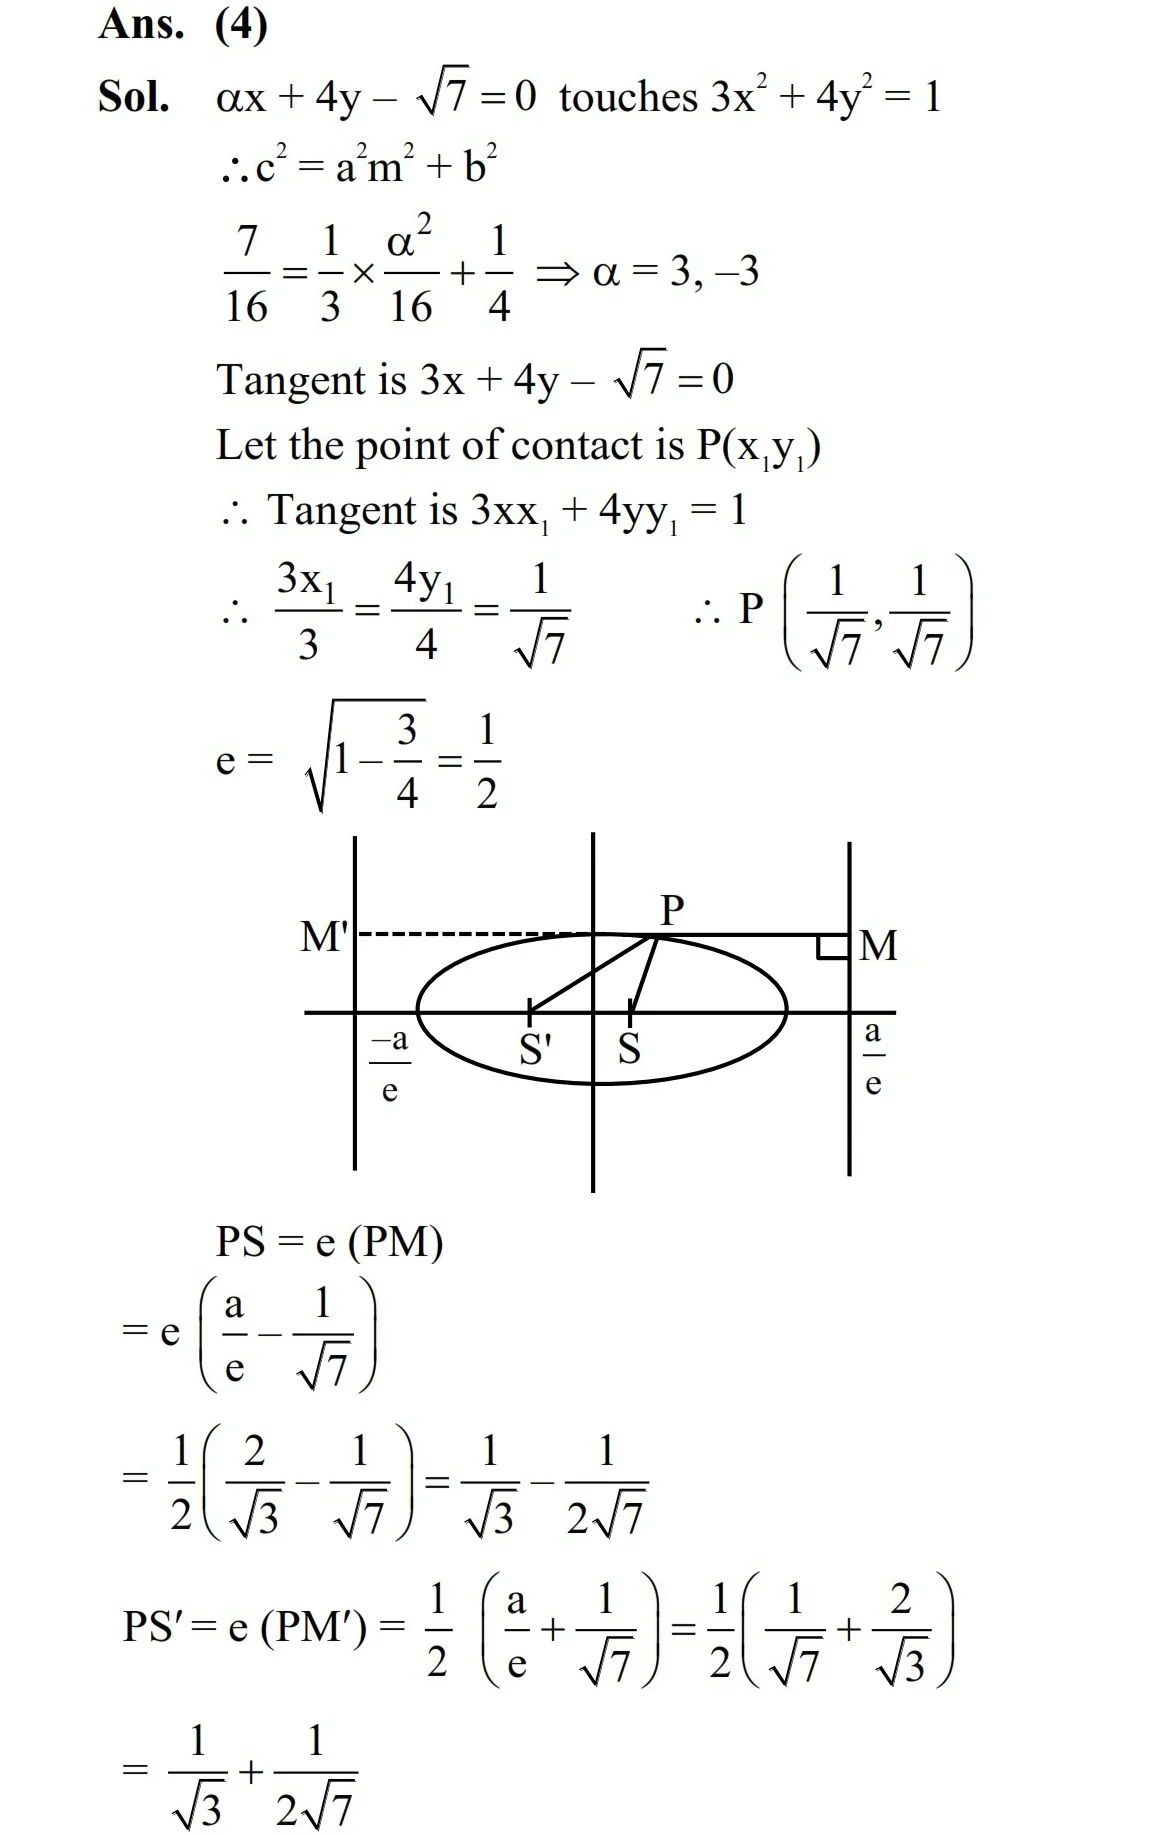 Ans. (4)
Sol. αx + 4y – √7 = 0 touches 3x² + 4y² = 1
∴ c² = a²m² + b²
7/16 = 1/3 × α²/16 + 1/4 ⇒ α = 3, –3
Tangent is 3x + 4y – √7 = 0
Let the point of contact is P(x₁y₁)
∴ Tangent is 3xx₁ + 4yy₁ = 1
∴ 3x₁/3 = 4y₁/4 = 1/√7 ∴ P (1/√7, 1/√7)
e = √(1 – 3/4) = 1/2
P
M' M
S' S
–a/e a/e
PS = e (PM)
= e (a/e – 1/√7)
= 1/2 (2/√3 – 1/√7) = 1/√3 – 1/(2√7)
PS′ = e (PM′) = 1/2 (a/e + 1/√7) = 1/2 (1/√7 + 2/√3)
= 1/√3 + 1/(2√7)